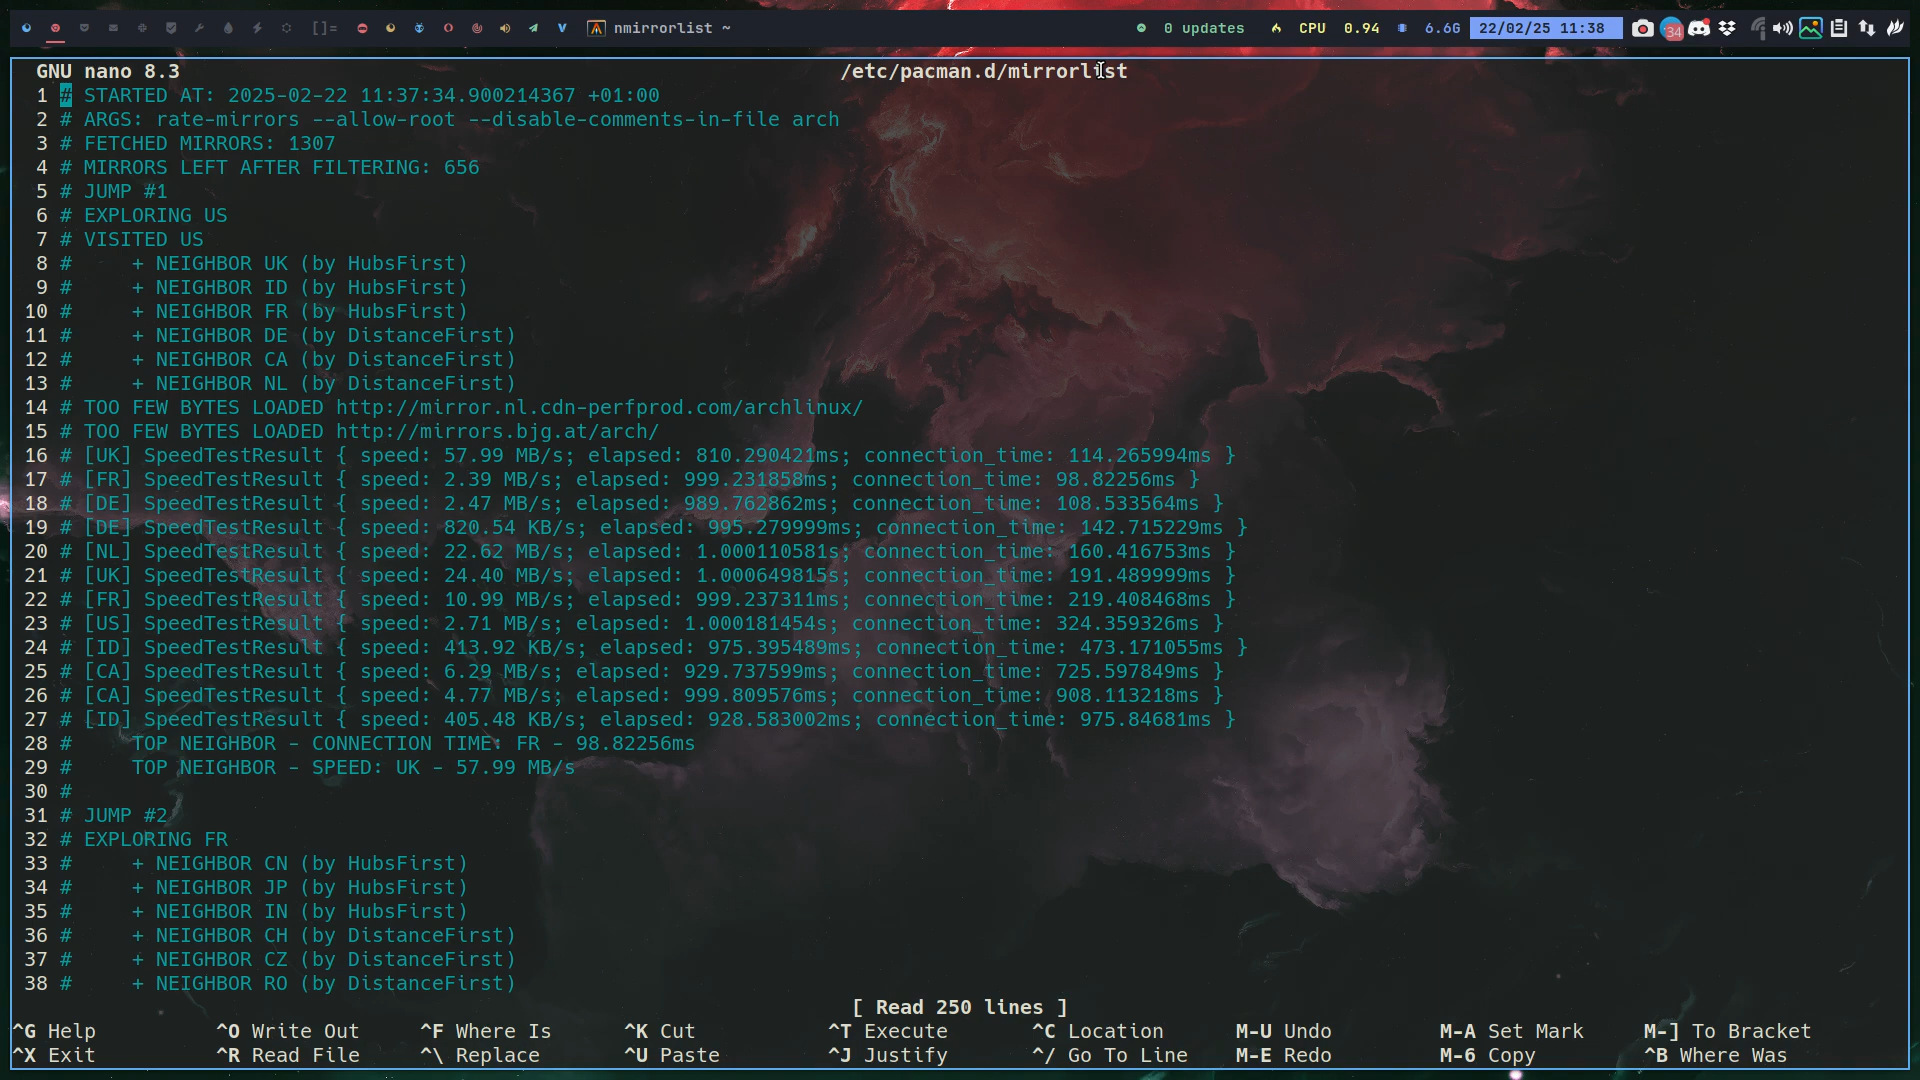 []= nmirrorlist ~ 0 updates CPU 0.94 6.6G 22/02/25 11:38 34
GNU nano 8.3 /etc/pacman.d/mirrorlist
1 # STARTED AT: 2025-02-22 11:37:34.900214367 +01:00
2 # ARGS: rate-mirrors --allow-root --disable-comments-in-file arch
3 # FETCHED MIRRORS: 1307
4 # MIRRORS LEFT AFTER FILTERING: 656
5 # JUMP #1
6 # EXPLORING US
7 # VISITED US
8 #     + NEIGHBOR UK (by HubsFirst)
9 #     + NEIGHBOR ID (by HubsFirst)
10 #     + NEIGHBOR FR (by HubsFirst)
11 #     + NEIGHBOR DE (by DistanceFirst)
12 #     + NEIGHBOR CA (by DistanceFirst)
13 #     + NEIGHBOR NL (by DistanceFirst)
14 # TOO FEW BYTES LOADED http://mirror.nl.cdn-perfprod.com/archlinux/
15 # TOO FEW BYTES LOADED http://mirrors.bjg.at/arch/
16 # [UK] SpeedTestResult { speed: 57.99 MB/s; elapsed: 810.290421ms; connection_time: 114.265994ms }
17 # [FR] SpeedTestResult { speed: 2.39 MB/s; elapsed: 999.231858ms; connection_time: 98.82256ms }
18 # [DE] SpeedTestResult { speed: 2.47 MB/s; elapsed: 989.762862ms; connection_time: 108.533564ms }
19 # [DE] SpeedTestResult { speed: 820.54 KB/s; elapsed: 995.279999ms; connection_time: 142.715229ms }
20 # [NL] SpeedTestResult { speed: 22.62 MB/s; elapsed: 1.000110581s; connection_time: 160.416753ms }
21 # [UK] SpeedTestResult { speed: 24.40 MB/s; elapsed: 1.000649815s; connection_time: 191.489999ms }
22 # [FR] SpeedTestResult { speed: 10.99 MB/s; elapsed: 999.237311ms; connection_time: 219.408468ms }
23 # [US] SpeedTestResult { speed: 2.71 MB/s; elapsed: 1.000181454s; connection_time: 324.359326ms }
24 # [ID] SpeedTestResult { speed: 413.92 KB/s; elapsed: 975.395489ms; connection_time: 473.171055ms }
25 # [CA] SpeedTestResult { speed: 6.29 MB/s; elapsed: 929.737599ms; connection_time: 725.597849ms }
26 # [CA] SpeedTestResult { speed: 4.77 MB/s; elapsed: 999.809576ms; connection_time: 908.113218ms }
27 # [ID] SpeedTestResult { speed: 405.48 KB/s; elapsed: 928.583002ms; connection_time: 975.84681ms }
28 #     TOP NEIGHBOR - CONNECTION TIME: FR - 98.82256ms
29 #     TOP NEIGHBOR - SPEED: UK - 57.99 MB/s
30 #
31 # JUMP #2
32 # EXPLORING FR
33 #     + NEIGHBOR CN (by HubsFirst)
34 #     + NEIGHBOR JP (by HubsFirst)
35 #     + NEIGHBOR IN (by HubsFirst)
36 #     + NEIGHBOR CH (by DistanceFirst)
37 #     + NEIGHBOR CZ (by DistanceFirst)
38 #     + NEIGHBOR RO (by DistanceFirst)
[ Read 250 lines ]
^G Help ^O Write Out ^F Where Is ^K Cut ^T Execute ^C Location M-U Undo M-A Set Mark M-] To Bracket
^X Exit ^R Read File ^\ Replace ^U Paste ^J Justify ^/ Go To Line M-E Redo M-6 Copy ^B Where Was